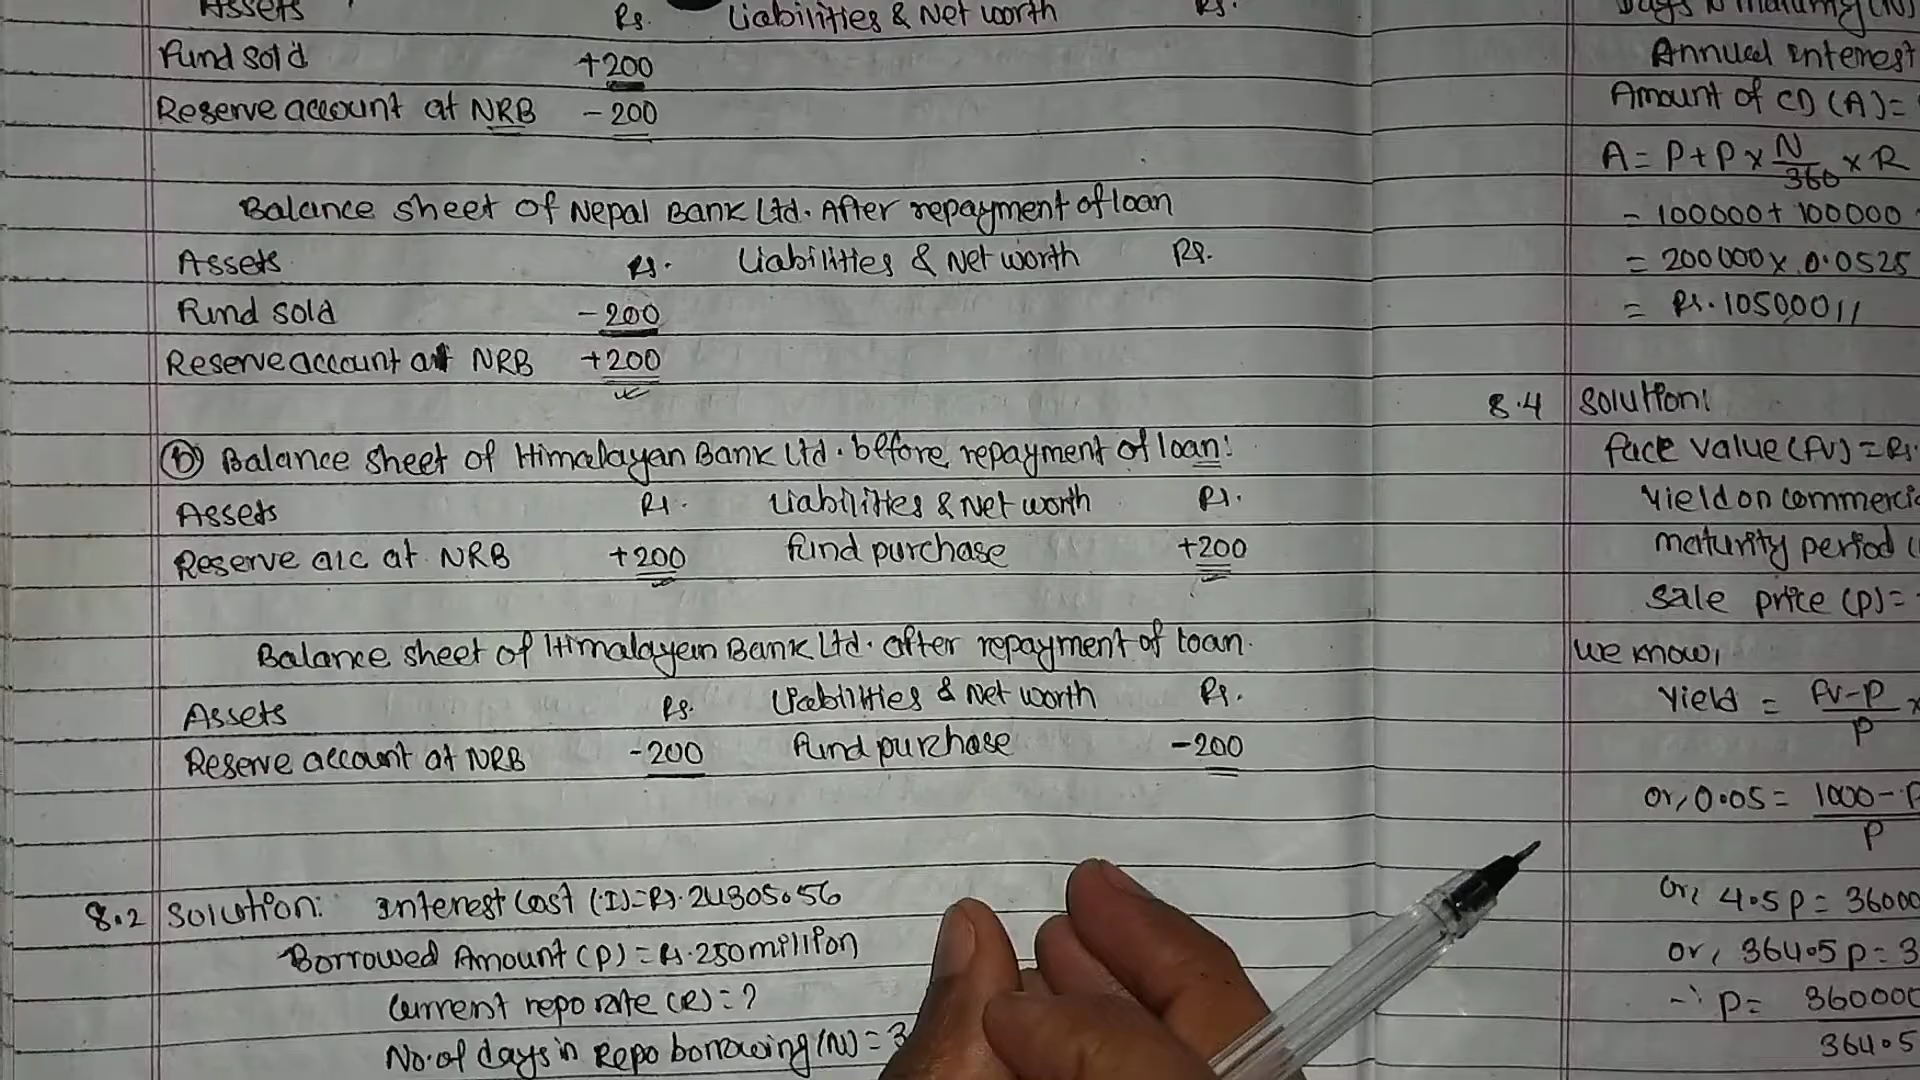 Assets Rs. Liabilities & Net worth Rs.
Fund sold +200
Reserve account at NRB -200
Balance sheet of Nepal Bank Ltd. After repayment of loan
Assets Rs. Liabilities & Net worth Rs.
Fund sold -200
Reserve account at NRB +200
(b) Balance sheet of Himalayan Bank Ltd. before repayment of loan:
Assets Rs. Liabilities & Net worth Rs.
Reserve a/c at NRB +200 fund purchase +200
Balance sheet of Himalayan Bank Ltd. after repayment of loan.
Assets Rs. Liabilities & Net worth Rs.
Reserve account at NRB -200 fund purchase -200
8.2 Solution: Interest Cost (I)=Rs.24305.56
Borrowed Amount (P) = Rs.250 million
Current repo rate (R) = ?
No. of days in Repo borrowing (N) = 3
Days to maturity (N)
Annual interest
Amount of CD (A) =
A = P + P × N/360 × R
= 100000 + 100000
= 200000 × 0.0525
= Rs. 1050001/
8.4 Solution:
face value (FV) = Rs.
Yield on commerci
maturity period (
Sale price (P) =
We know,
Yield = FV-P/P ×
or, 0.05 = 1000-P/P
or, 4.5P = 36000
or, 364.5P = 3
∴ P = 360000/364.5